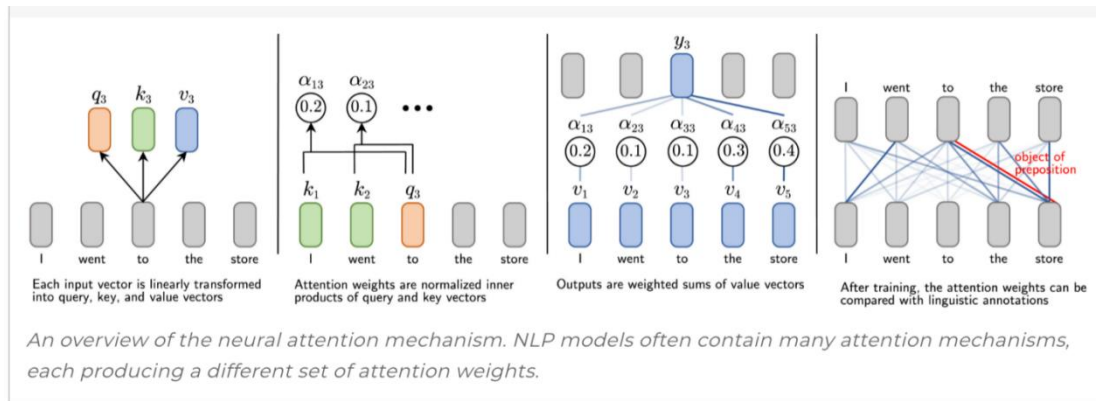 q₃ k₃ v₃
I went to the store
Each input vector is linearly transformed
into query, key, and value vectors
α₁₃ α₂₃
0.2 0.1 •••
k₁ k₂ q₃
I went to the store
Attention weights are normalized inner
products of query and key vectors
y₃
α₁₃ α₂₃ α₃₃ α₄₃ α₅₃
0.2 0.1 0.1 0.3 0.4
v₁ v₂ v₃ v₄ v₅
I went to the store
Outputs are weighted sums of value vectors
I went to the store
object of
preposition
I went to the store
After training, the attention weights can be
compared with linguistic annotations
An overview of the neural attention mechanism. NLP models often contain many attention mechanisms,
each producing a different set of attention weights.